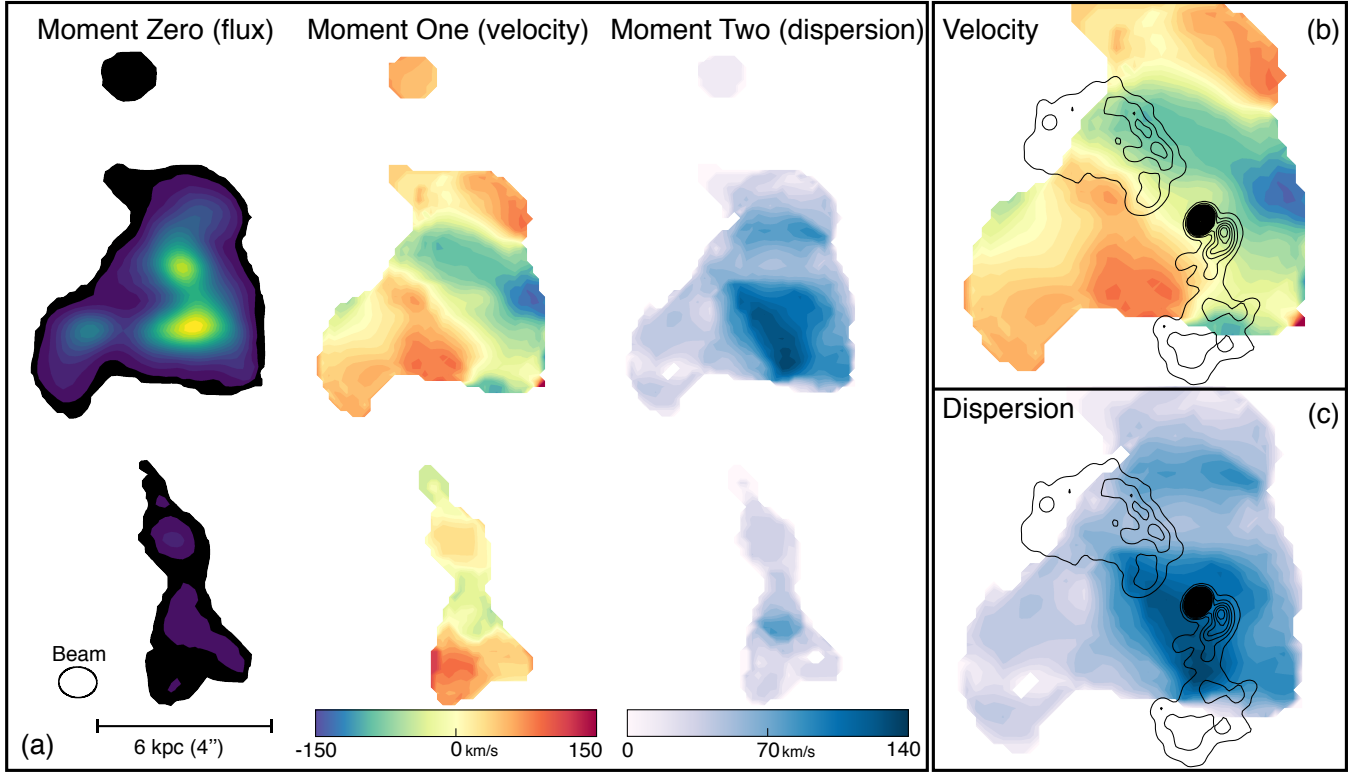 Moment Zero (flux)
Moment One (velocity)
Moment Two (dispersion)
Velocity
(b)
Dispersion
(c)
Beam
6 kpc (4”)
(a)
-150
0 km/s
150
0
70 km/s
140